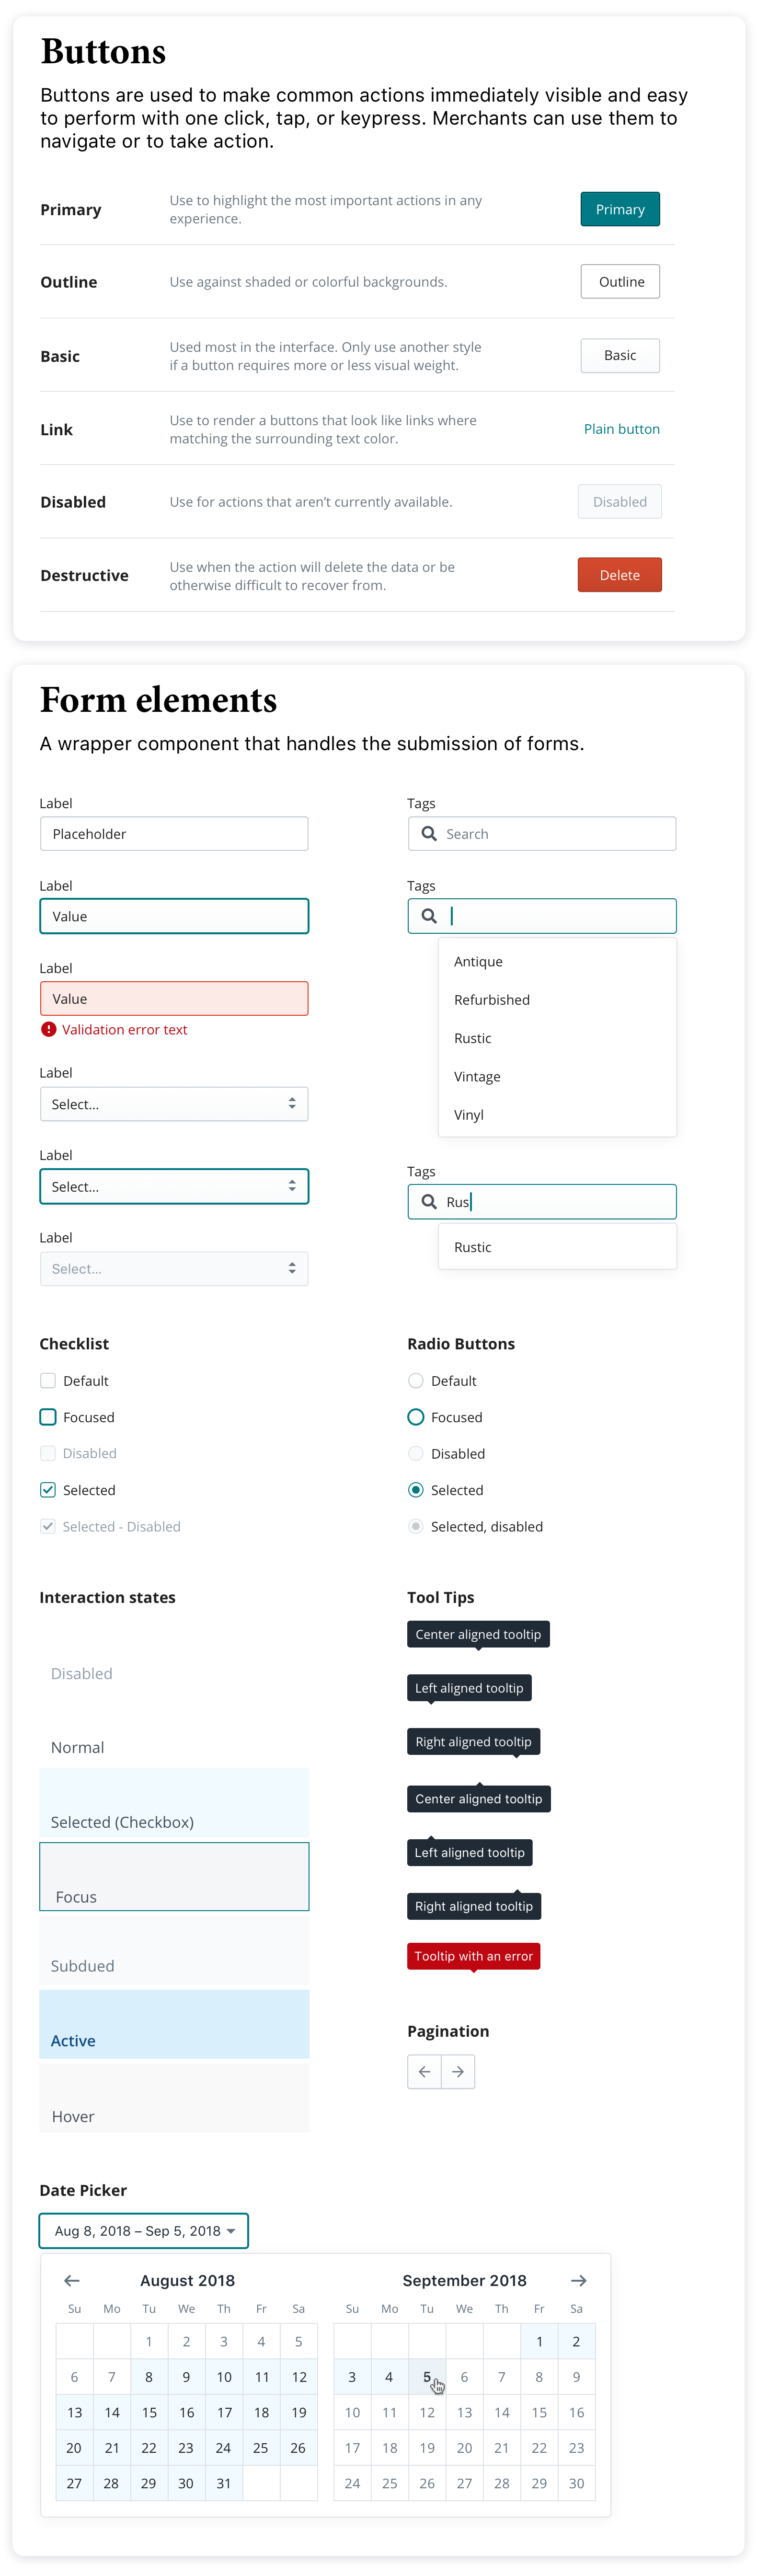 Buttons
Buttons are used to make common actions immediately visible and easy
to perform with one click, tap, or keypress. Merchants can use them to
navigate or to take action.
Primary
Use to highlight the most important actions in any
experience.
Primary
Outline
Use against shaded or colorful backgrounds.
Outline
Basic
Used most in the interface. Only use another style
if a button requires more or less visual weight.
Basic
Link
Use to render a buttons that look like links where
matching the surrounding text color.
Plain button
Disabled
Use for actions that aren’t currently available.
Disabled
Destructive
Use when the action will delete the data or be
otherwise difficult to recover from.
Delete
Form elements
A wrapper component that handles the submission of forms.
Label
Placeholder
Label
Value
Label
Value
Validation error text
Label
Select...
Label
Select...
Label
Select...
Tags
Search
Tags
Antique
Refurbished
Rustic
Vintage
Vinyl
Tags
Rus
Rustic
Checklist
Default
Focused
Disabled
Selected
Selected - Disabled
Radio Buttons
Default
Focused
Disabled
Selected
Selected, disabled
Interaction states
Disabled
Normal
Selected (Checkbox)
Focus
Subdued
Active
Hover
Tool Tips
Center aligned tooltip
Left aligned tooltip
Right aligned tooltip
Center aligned tooltip
Left aligned tooltip
Right aligned tooltip
Tooltip with an error
Pagination
Date Picker
Aug 8, 2018 – Sep 5, 2018
August 2018
Su Mo Tu We Th Fr Sa
1 2 3 4 5
6 7 8 9 10 11 12
13 14 15 16 17 18 19
20 21 22 23 24 25 26
27 28 29 30 31
September 2018
Su Mo Tu We Th Fr Sa
1 2
3 4 5 6 7 8 9
10 11 12 13 14 15 16
17 18 19 20 21 22 23
24 25 26 27 28 29 30